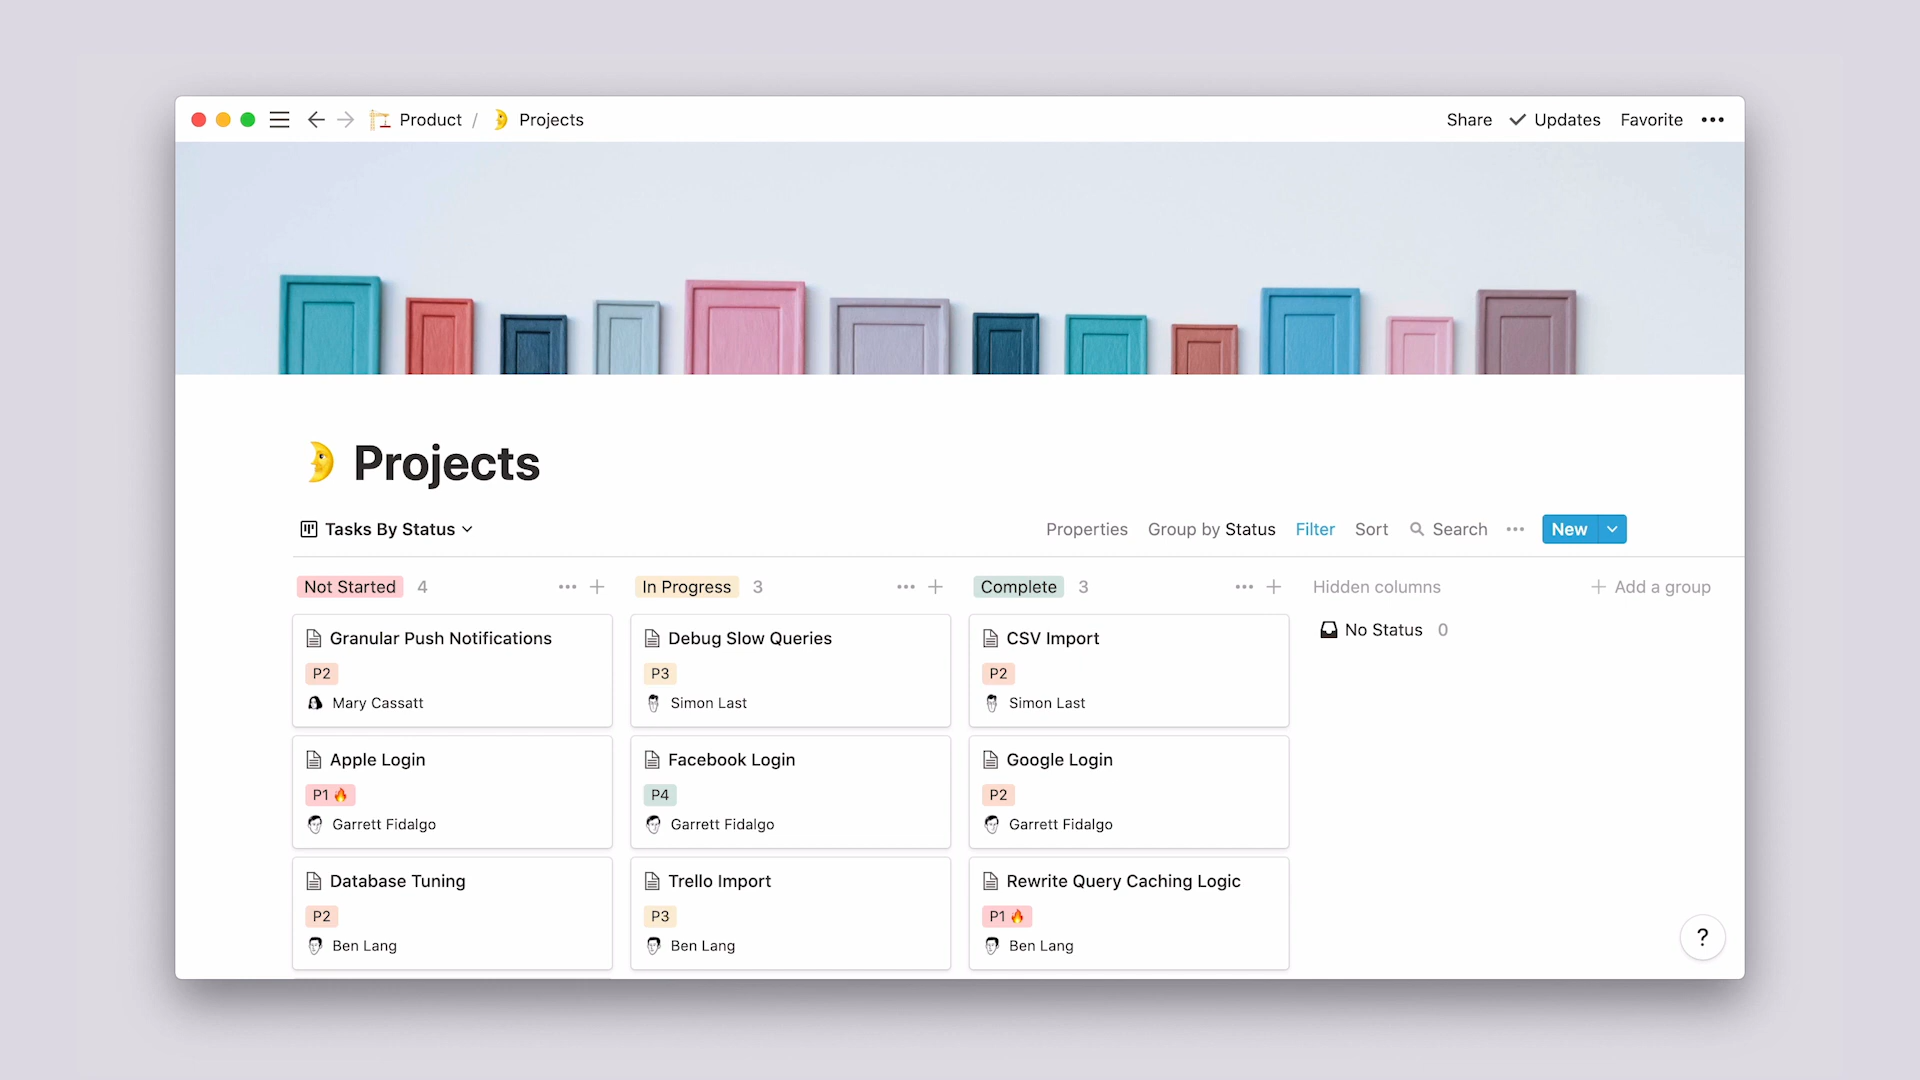 Product / Projects
Share Updates Favorite
Projects
Tasks By Status
Properties Group by Status Filter Sort Search New
Not Started 4
In Progress 3
Complete 3
Hidden columns
Add a group
Granular Push Notifications
P2
Mary Cassatt
Debug Slow Queries
P3
Simon Last
CSV Import
P2
Simon Last
No Status 0
Apple Login
P1 🔥
Garrett Fidalgo
Facebook Login
P4
Garrett Fidalgo
Google Login
P2
Garrett Fidalgo
Database Tuning
P2
Ben Lang
Trello Import
P3
Ben Lang
Rewrite Query Caching Logic
P1 🔥
Ben Lang
?